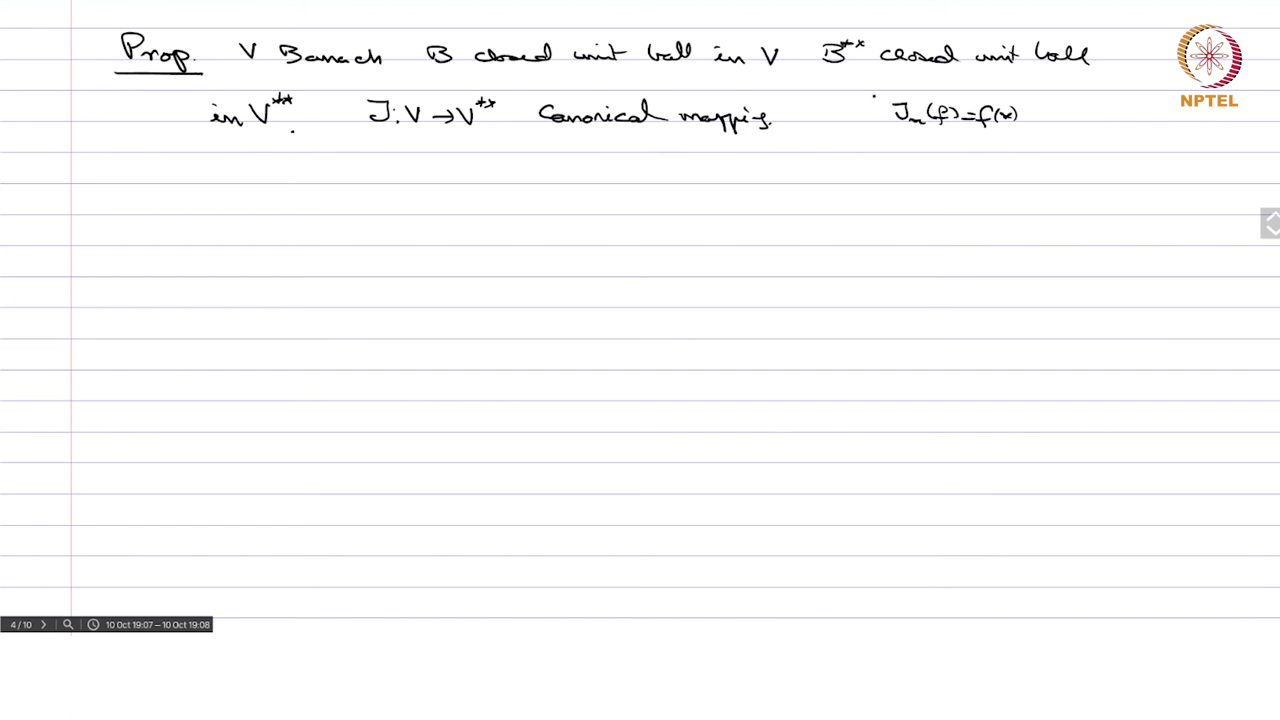 Prop. V Banach B closed unit ball in V B** closed unit ball
in V**. J: V → V** Canonical mapping. J_x(f) = f(x)
NPTEL
4 / 10 10 Oct 19:07 – 10 Oct 19:08